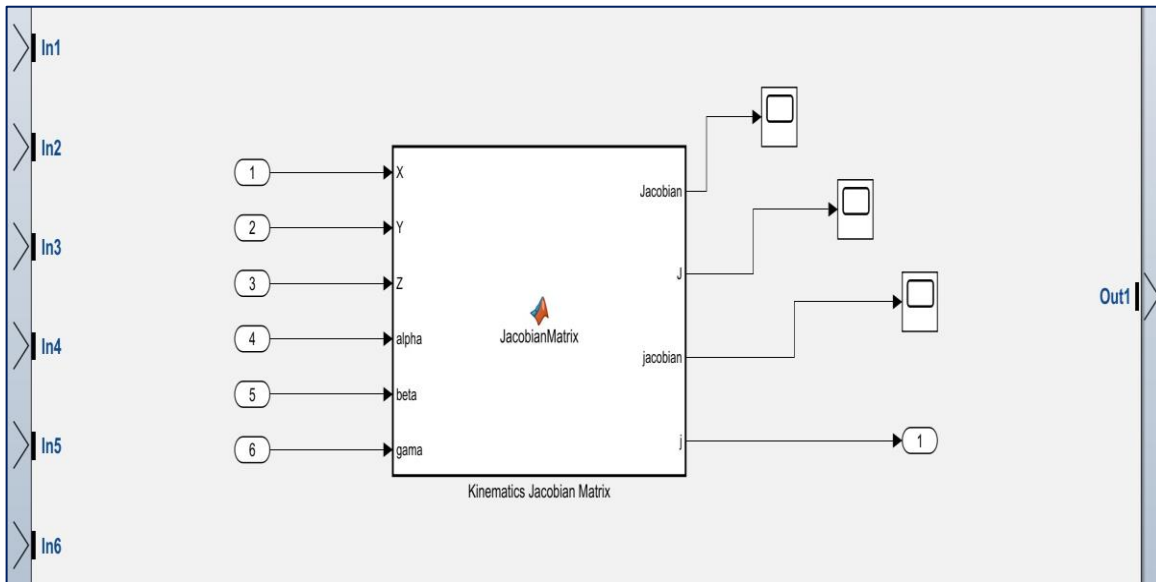 In1
In2
In3
In4
In5
In6
1
2
3
4
5
6
X
Y
Z
alpha
beta
gama
JacobianMatrix
Jacobian
J
jacobian
j
Kinematics Jacobian Matrix
1
Out1